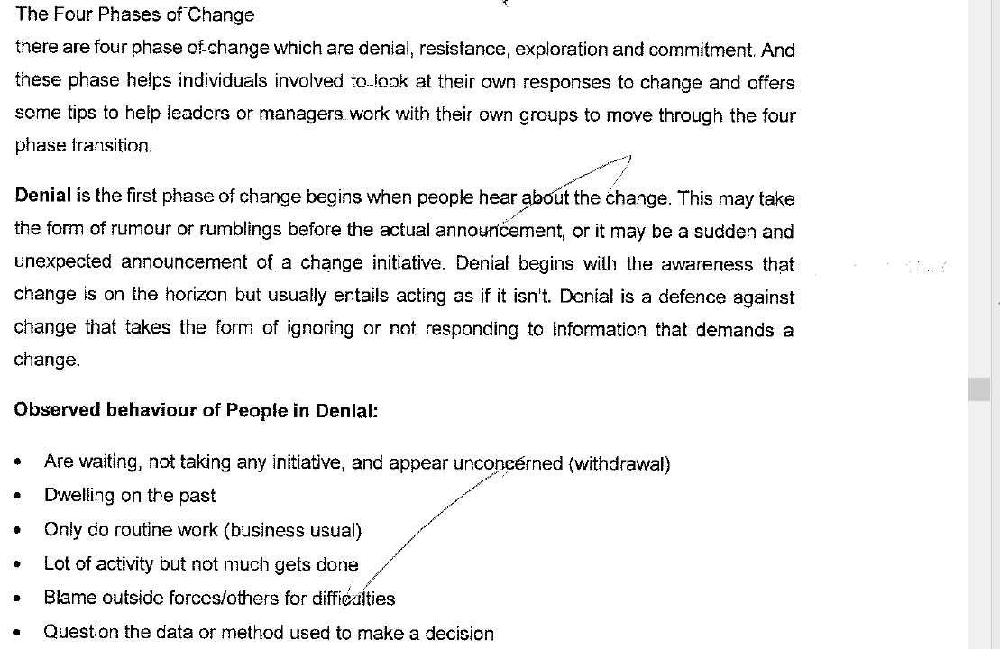 The Four Phases of Change
there are four phase of change which are denial, resistance, exploration and commitment. And
these phase helps individuals involved to look at their own responses to change and offers
some tips to help leaders or managers work with their own groups to move through the four
phase transition.
Denial is the first phase of change begins when people hear about the change. This may take
the form of rumour or rumblings before the actual announcement, or it may be a sudden and
unexpected announcement of a change initiative. Denial begins with the awareness that
change is on the horizon but usually entails acting as if it isn't. Denial is a defence against
change that takes the form of ignoring or not responding to information that demands a
change.
Observed behaviour of People in Denial:
• Are waiting, not taking any initiative, and appear unconcerned (withdrawal)
• Dwelling on the past
• Only do routine work (business usual)
• Lot of activity but not much gets done
• Blame outside forces/others for difficulties
• Question the data or method used to make a decision